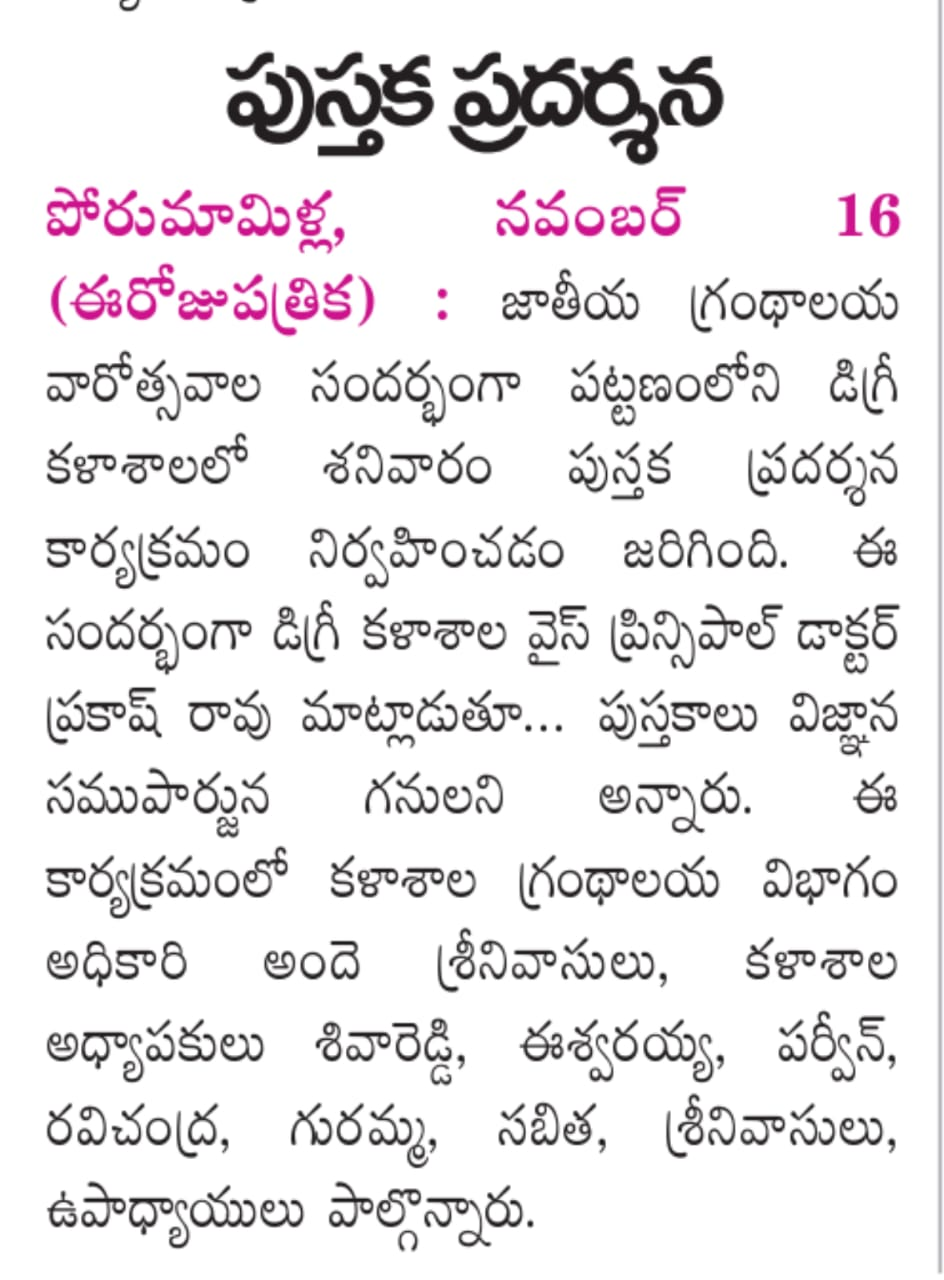 పుస్తక ప్రదర్శన
పోరుమామిళ్ల, నవంబర్ 16
(ఈరోజుపత్రిక) : జాతీయ గ్రంథాలయ
వారోత్సవాల సందర్భంగా పట్టణంలోని డిగ్రీ
కళాశాలలో శనివారం పుస్తక ప్రదర్శన
కార్యక్రమం నిర్వహించడం జరిగింది. ఈ
సందర్భంగా డిగ్రీ కళాశాల వైస్ ప్రిన్సిపాల్ డాక్టర్
ప్రకాష్ రావు మాట్లాడుతూ... పుస్తకాలు విజ్ఞాన
సముపార్జన గనులని అన్నారు. ఈ
కార్యక్రమంలో కళాశాల గ్రంథాలయ విభాగం
అధికారి అందె శ్రీనివాసులు, కళాశాల
అధ్యాపకులు శివారెడ్డి, ఈశ్వరయ్య, పర్వీన్,
రవిచంద్ర, గురమ్మ, సబిత, శ్రీనివాసులు,
ఉపాధ్యాయులు పాల్గొన్నారు.